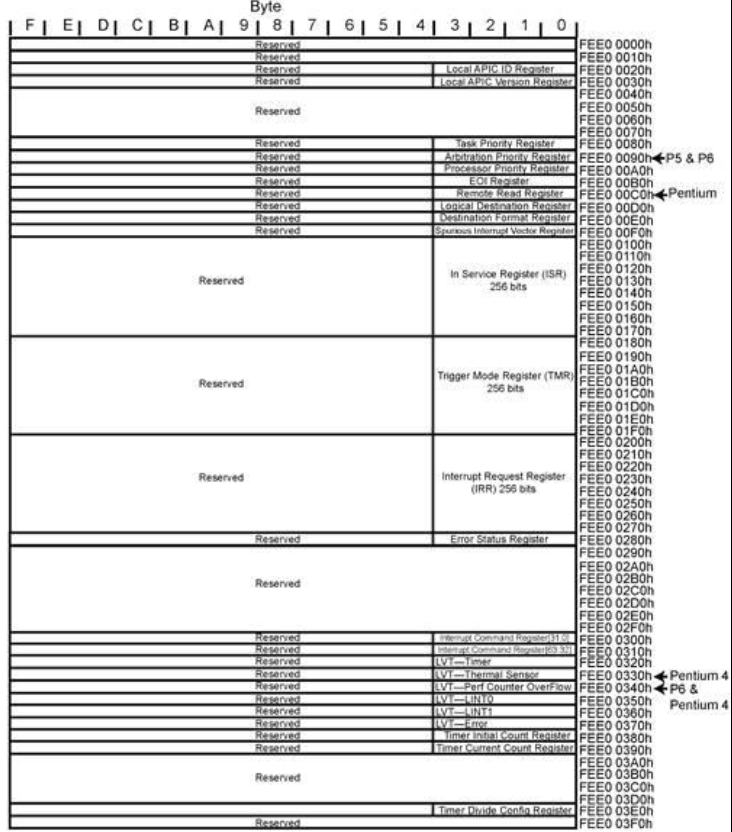 Byte
F E D C B A 9 8 7 6 5 4 3 2 1 0
Reserved FEE0 0000h
Reserved FEE0 0010h
Reserved Local APIC ID Register FEE0 0020h
Reserved Local APIC Version Register FEE0 0030h
FEE0 0040h
Reserved FEE0 0050h
FEE0 0060h
FEE0 0070h
Reserved Task Priority Register FEE0 0080h
Reserved Arbitration Priority Register FEE0 0090h P5 & P6
Reserved Processor Priority Register FEE0 00A0h
Reserved EOI Register FEE0 00B0h
Reserved Remote Read Register FEE0 00C0h Pentium
Reserved Logical Destination Register FEE0 00D0h
Reserved Destination Format Register FEE0 00E0h
Reserved Spurious Interrupt Vector Register FEE0 00F0h
FEE0 0100h
FEE0 0110h
In Service Register (ISR) FEE0 0120h
Reserved 256 bits FEE0 0130h
FEE0 0140h
FEE0 0150h
FEE0 0160h
FEE0 0170h
FEE0 0180h
FEE0 0190h
Trigger Mode Register (TMR) FEE0 01A0h
Reserved 256 bits FEE0 01B0h
FEE0 01C0h
FEE0 01D0h
FEE0 01E0h
FEE0 01F0h
FEE0 0200h
FEE0 0210h
Interrupt Request Register FEE0 0220h
Reserved (IRR) 256 bits FEE0 0230h
FEE0 0240h
FEE0 0250h
FEE0 0260h
FEE0 0270h
Reserved Error Status Register FEE0 0280h
FEE0 0290h
FEE0 02A0h
Reserved FEE0 02B0h
FEE0 02C0h
FEE0 02D0h
FEE0 02E0h
FEE0 02F0h
Reserved Interrupt Command Register[31:0] FEE0 0300h
Reserved Interrupt Command Register[63:32] FEE0 0310h
Reserved LVT—Timer FEE0 0320h
Reserved LVT—Thermal Sensor FEE0 0330h Pentium 4
Reserved LVT—Perf Counter OverFlow FEE0 0340h P6 &
Reserved LVT—LINT0 FEE0 0350h Pentium 4
Reserved LVT—LINT1 FEE0 0360h
Reserved LVT—Error FEE0 0370h
Reserved Timer Initial Count Register FEE0 0380h
Reserved Timer Current Count Register FEE0 0390h
FEE0 03A0h
Reserved FEE0 03B0h
FEE0 03C0h
FEE0 03D0h
Timer Divide Config Register FEE0 03E0h
Reserved FEE0 03F0h